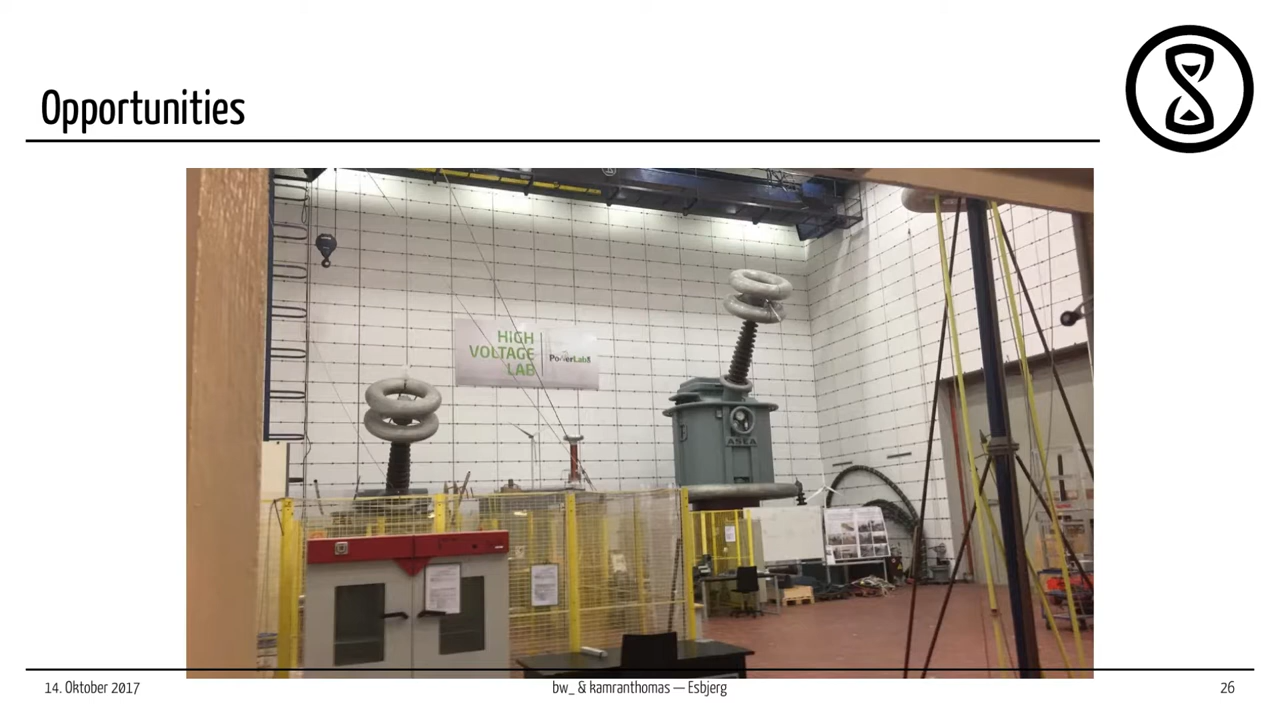 Opportunities
HIGH
VOLTAGE
LAB
PowerLab
ASEA
14. Oktober 2017
bw_ & kamranthomas — Esbjerg
26